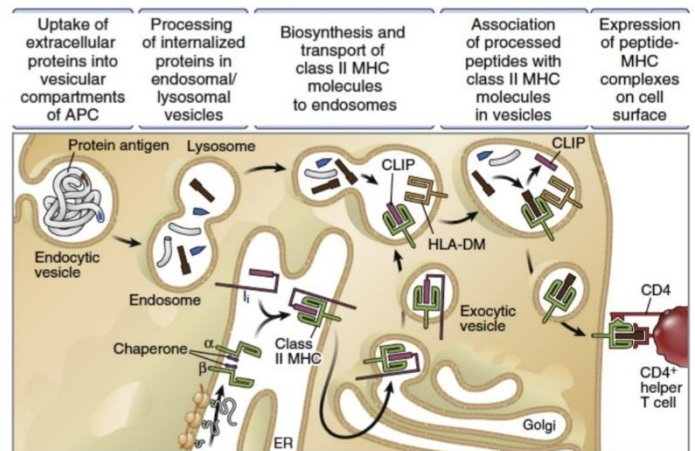 Uptake of
extracellular
proteins into
vesicular
compartments
of APC
Processing
of internalized
proteins in
endosomal/
lysosomal
vesicles
Biosynthesis and
transport of
class II MHC
molecules
to endosomes
Association
of processed
peptides with
class II MHC
molecules
in vesicles
Expression
of peptide-
MHC
complexes
on cell
surface
Protein antigen
Lysosome
CLIP
CLIP
HLA-DM
Endocytic
vesicle
Endosome
Ii
Exocytic
vesicle
CD4
Chaperone
α
β
Class
II MHC
CD4+
helper
T cell
ER
Golgi